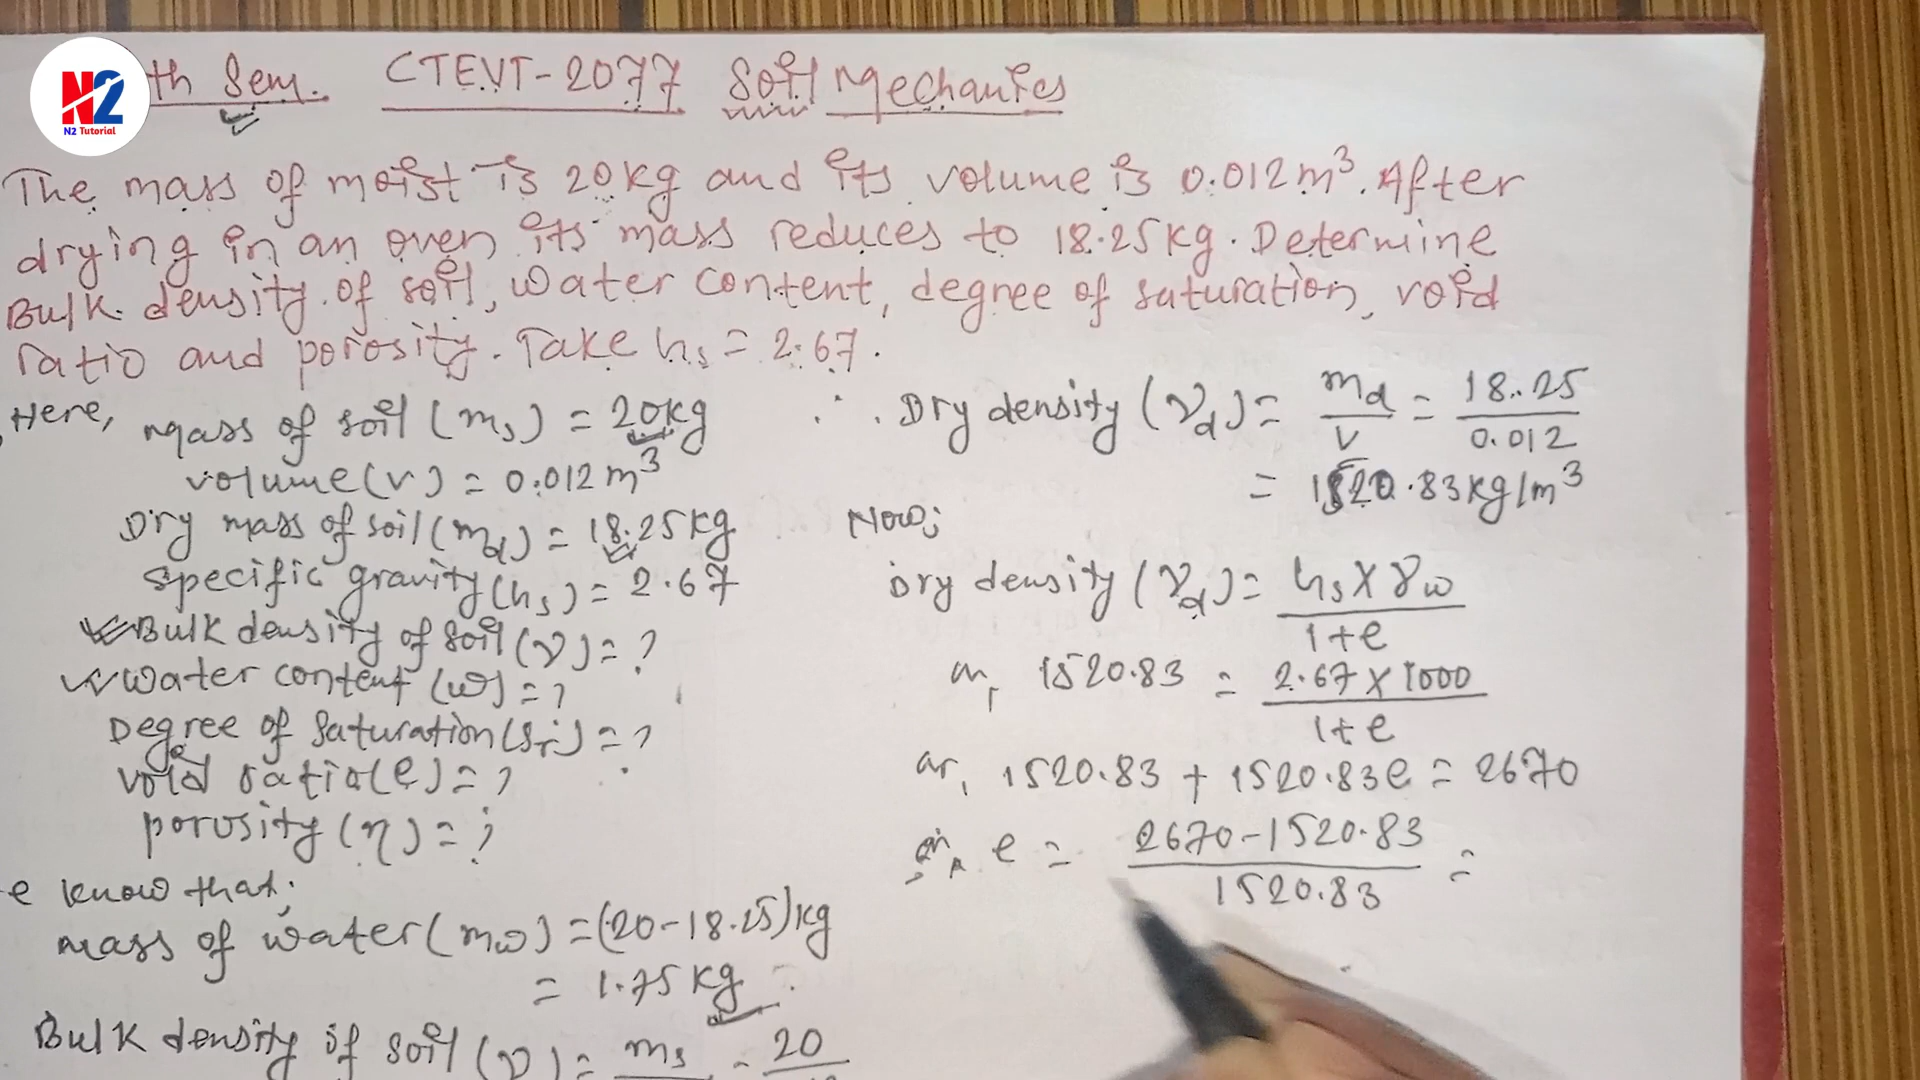 N2
N2 Tutorial
th Sem. CTEVT-2077 Soil Mechanics
The mass of moist is 20kg and its volume is 0.012m³. After
drying in an oven its mass reduces to 18.25kg. Determine
Bulk density of soil, water content, degree of saturation, void
ratio and porosity. Take hs = 2.67.
Here, mass of soil (ms) = 20kg
volume (v) = 0.012 m³
Dry mass of soil (md) = 18.25kg
specific gravity (hs) = 2.67
Bulk density of soil (γ) = ?
water content (w) = ?
Degree of saturation (Sr) = ?
void ratio (e) = ?
porosity (η) = ?
e know that;
mass of water (mw) = (20-18.25)kg
= 1.75 kg
Bulk density of soil (γ) = ms - 20
∴ Dry density (γd) = md/v = 18.25/0.012
= 1520.83 kg/m³
Now;
Dry density (γd) = hs x γw / 1+e
or, 1520.83 = 2.67 x 1000 / 1+e
or, 1520.83 + 1520.83e = 2670
or, e = 2670-1520.83 / 1520.83 =